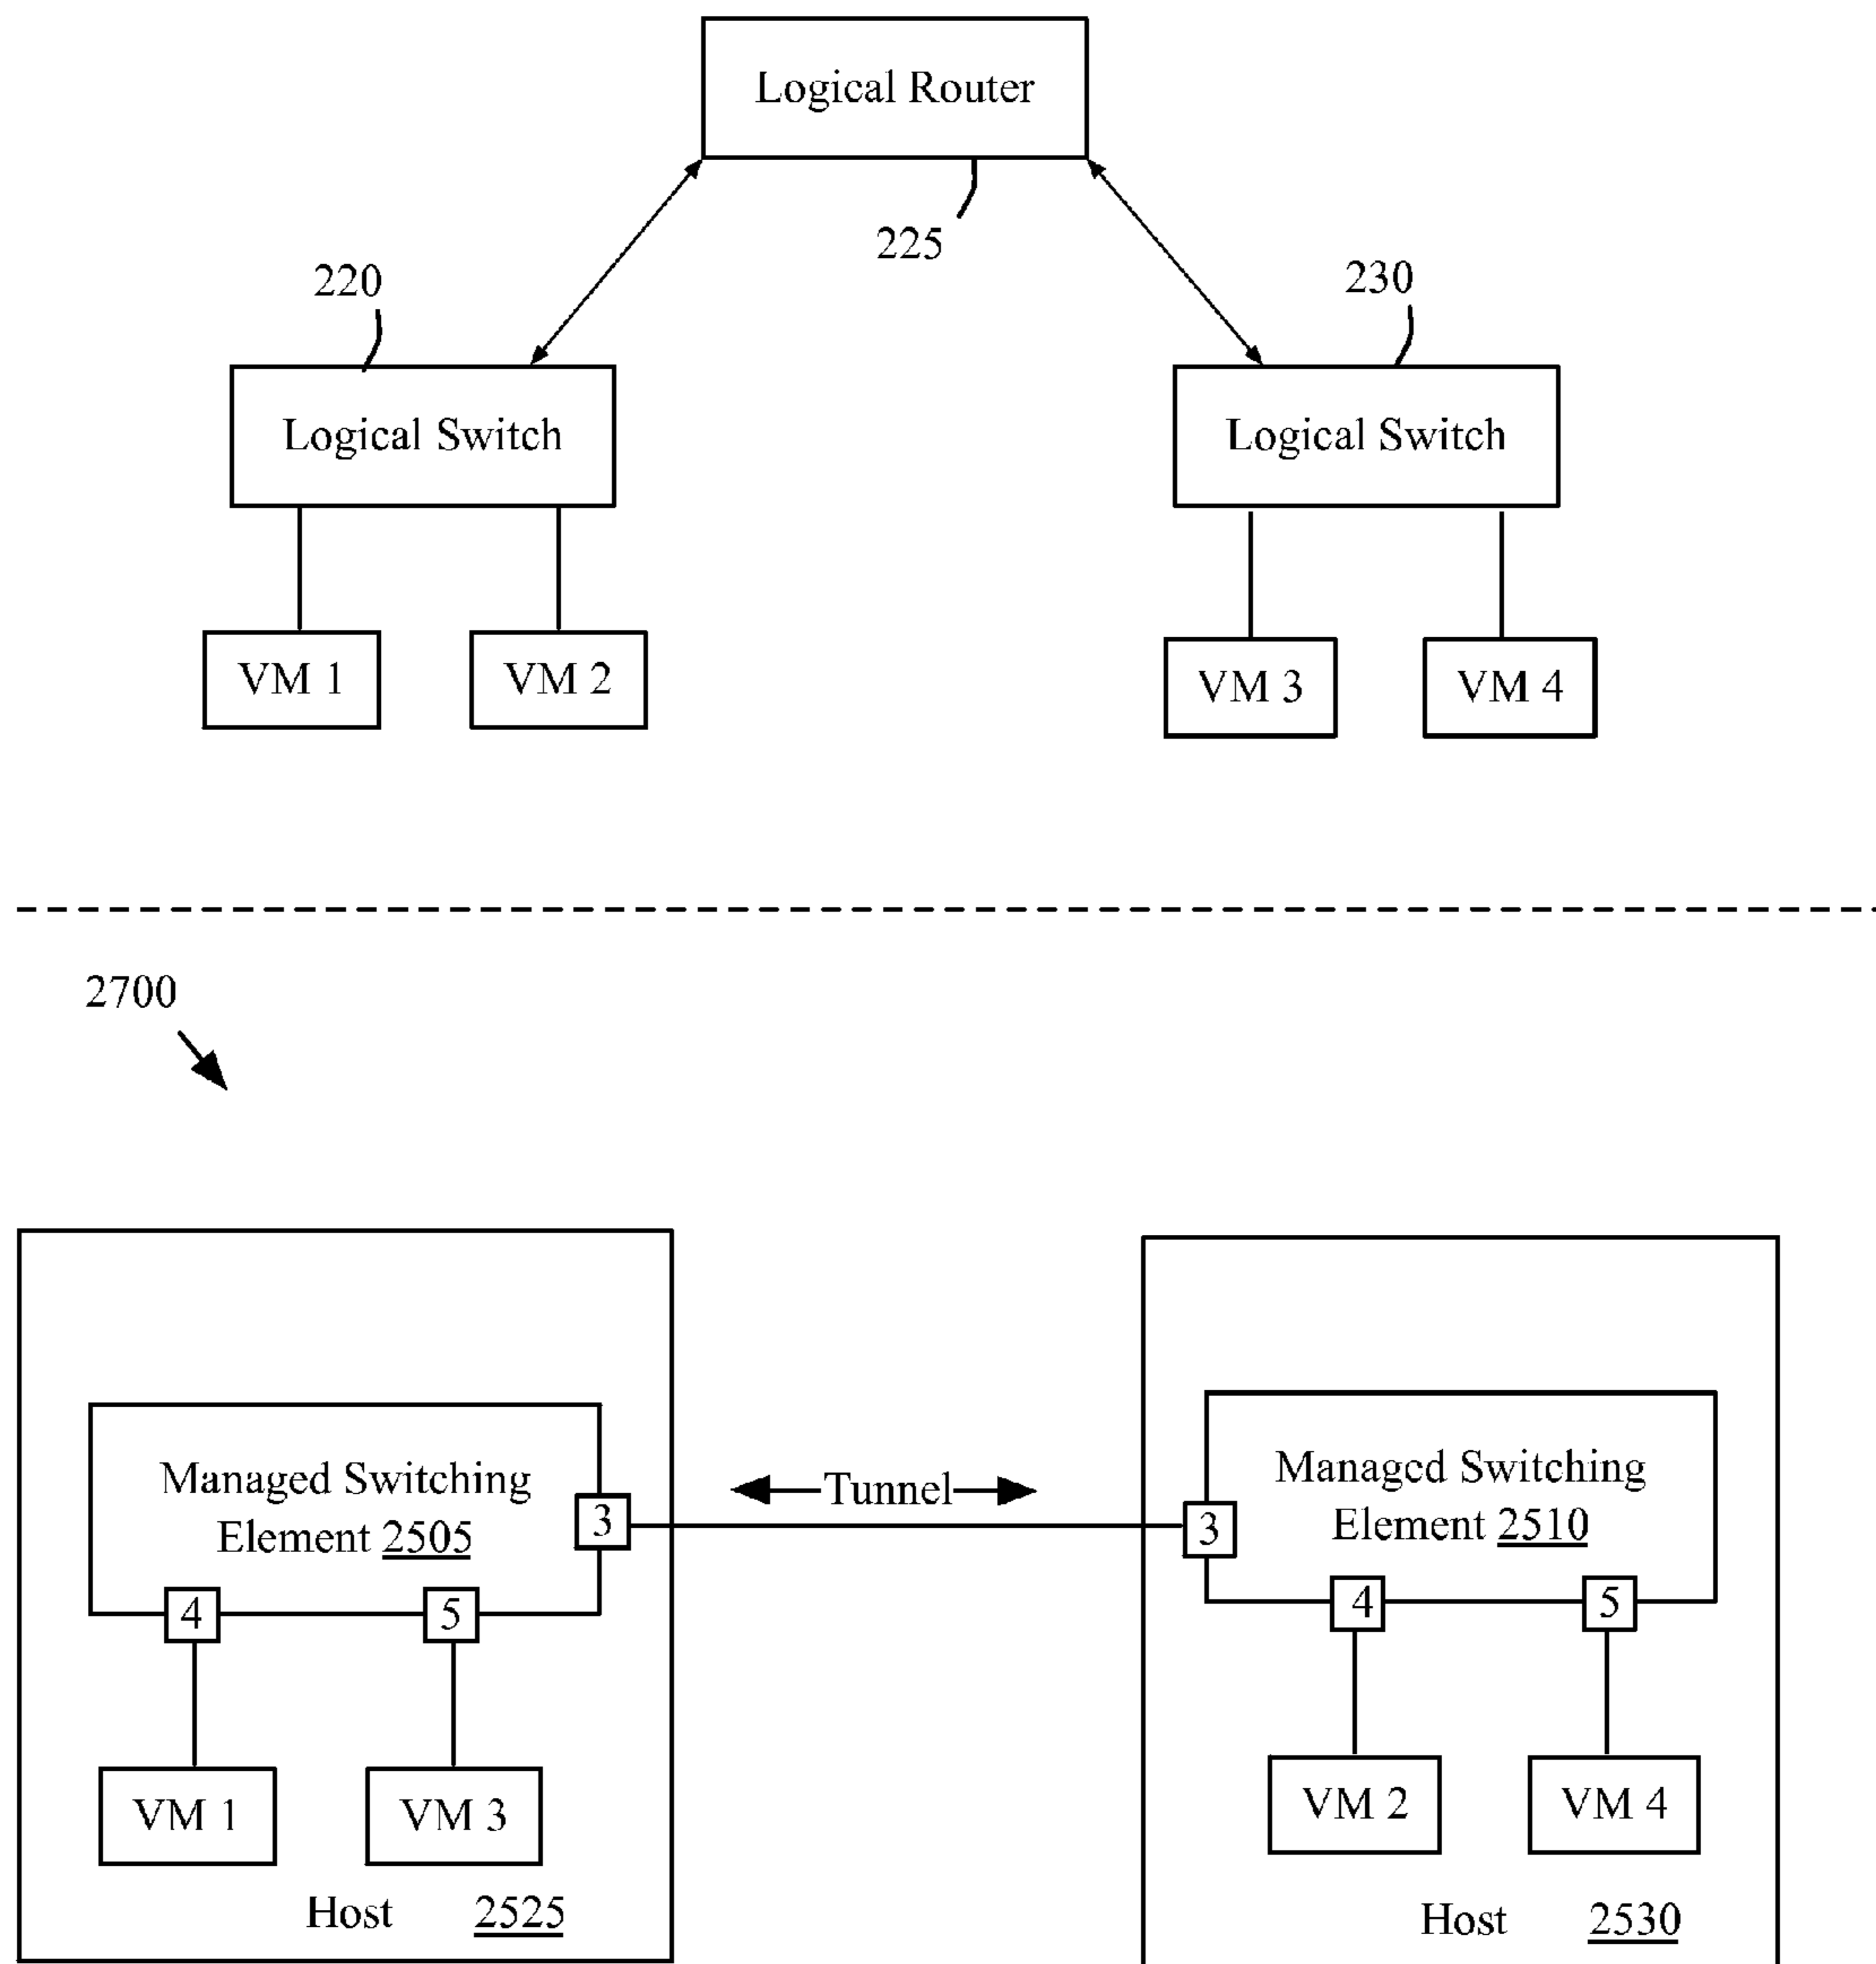 Logical Router
225
220
230
Logical Switch
Logical Switch
VM 1
VM 2
VM 3
VM 4
2700
Managed Switching
Element 2505
3
4
5
Tunnel
Managed Switching
Element 2510
3
4
5
VM 1
VM 3
VM 2
VM 4
Host 2525
Host 2530